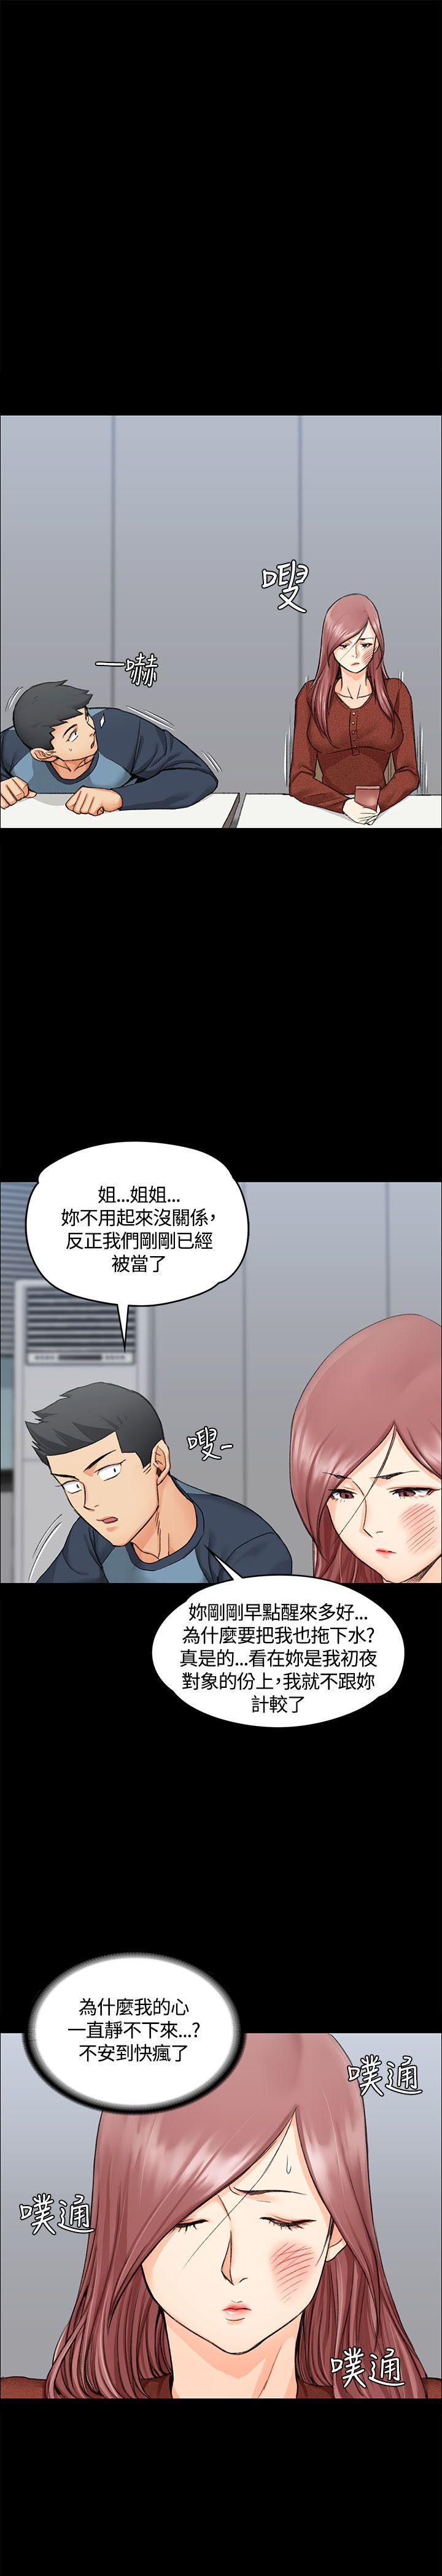 嗖
一嚇
姐...姐姐...
妳不用起來沒關係，
反正我們剛剛已經
被當了
嗖-
妳剛剛早點醒來多好...
為什麼要把我也拖下水?
真是的...看在妳是我初夜
對象的份上，我就不跟妳
計較了
為什麼我的心
一直靜不下來...?
不安到快瘋了
噗通
噗通
噗通